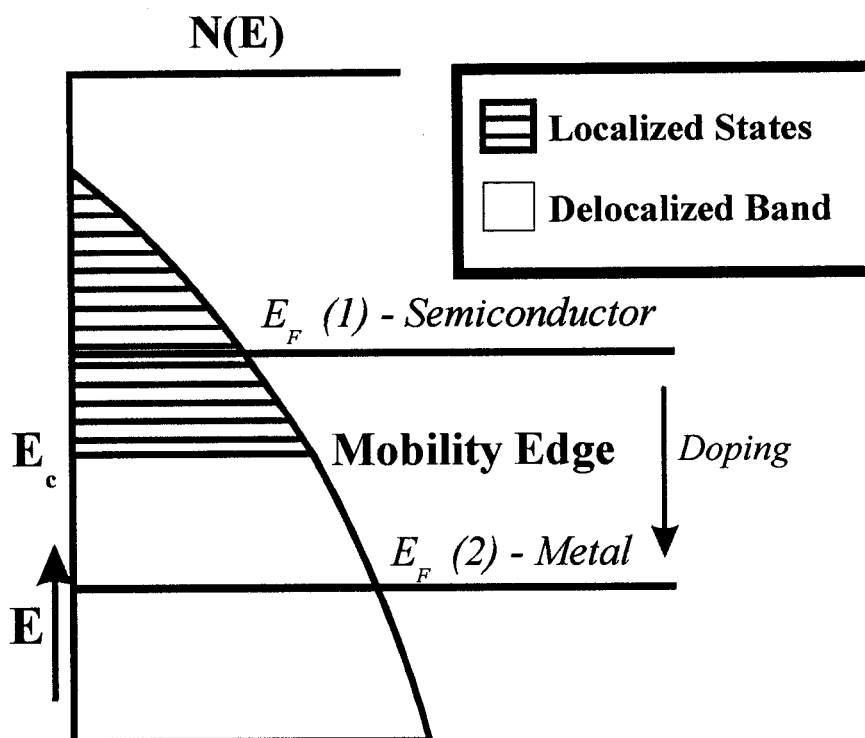 N(E)
Localized States
Delocalized Band
E_F (1) - Semiconductor
E_c
Mobility Edge
Doping
E_F (2) - Metal
E